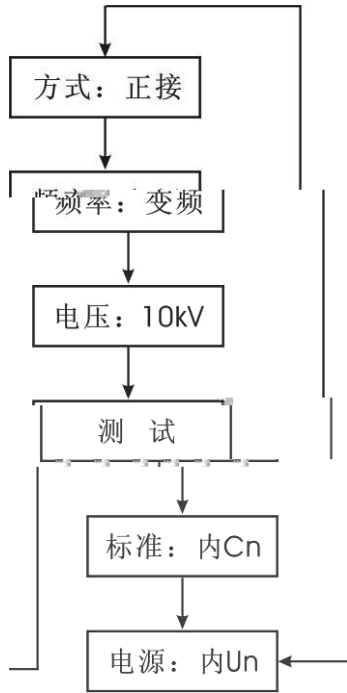 方式：正接
频率：变频
电压：10kV
测 试
标准：内Cn
电源：内Un